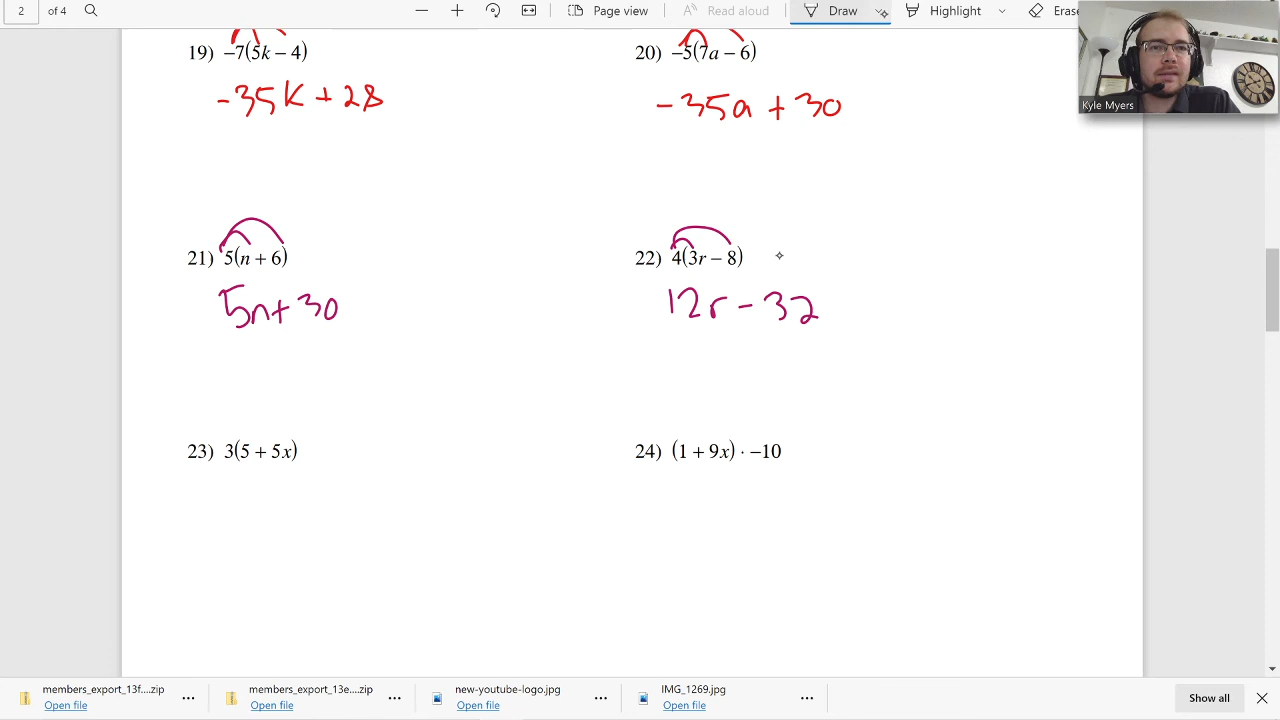 2 of 4 Page view Read aloud Draw Highlight Erase
Kyle Myers
19) −7(5k − 4) 20) −5(7a − 6)
-35k + 28 -35a + 30
21) 5(n + 6) 22) 4(3r − 8)
5n+30 12r - 32
23) 3(5 + 5x) 24) (1 + 9x) · −10
members_export_13f....zip ... members_export_13e....zip ... new-youtube-logo.jpg ... IMG_1269.jpg ... Show all
Open file Open file Open file Open file